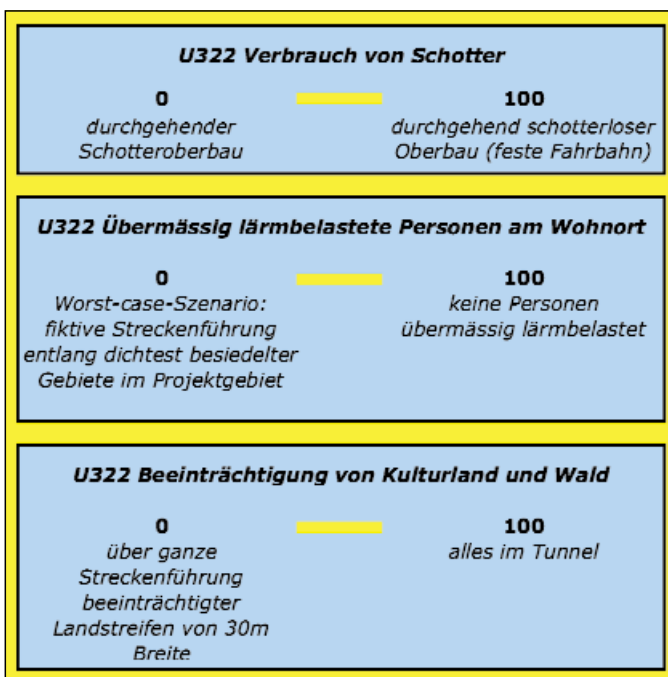 U322 Verbrauch von Schotter
0 100
durchgehender durchgehend schotterloser
Schotteroberbau Oberbau (feste Fahrbahn)
U322 Übermässig lärmbelastete Personen am Wohnort
0 100
Worst-case-Szenario: keine Personen
fiktive Streckenführung übermässig lärmbelastet
entlang dichtest besiedelter
Gebiete im Projektgebiet
U322 Beeinträchtigung von Kulturland und Wald
0 100
über ganze alles im Tunnel
Streckenführung
beeinträchtigter
Landstreifen von 30m
Breite